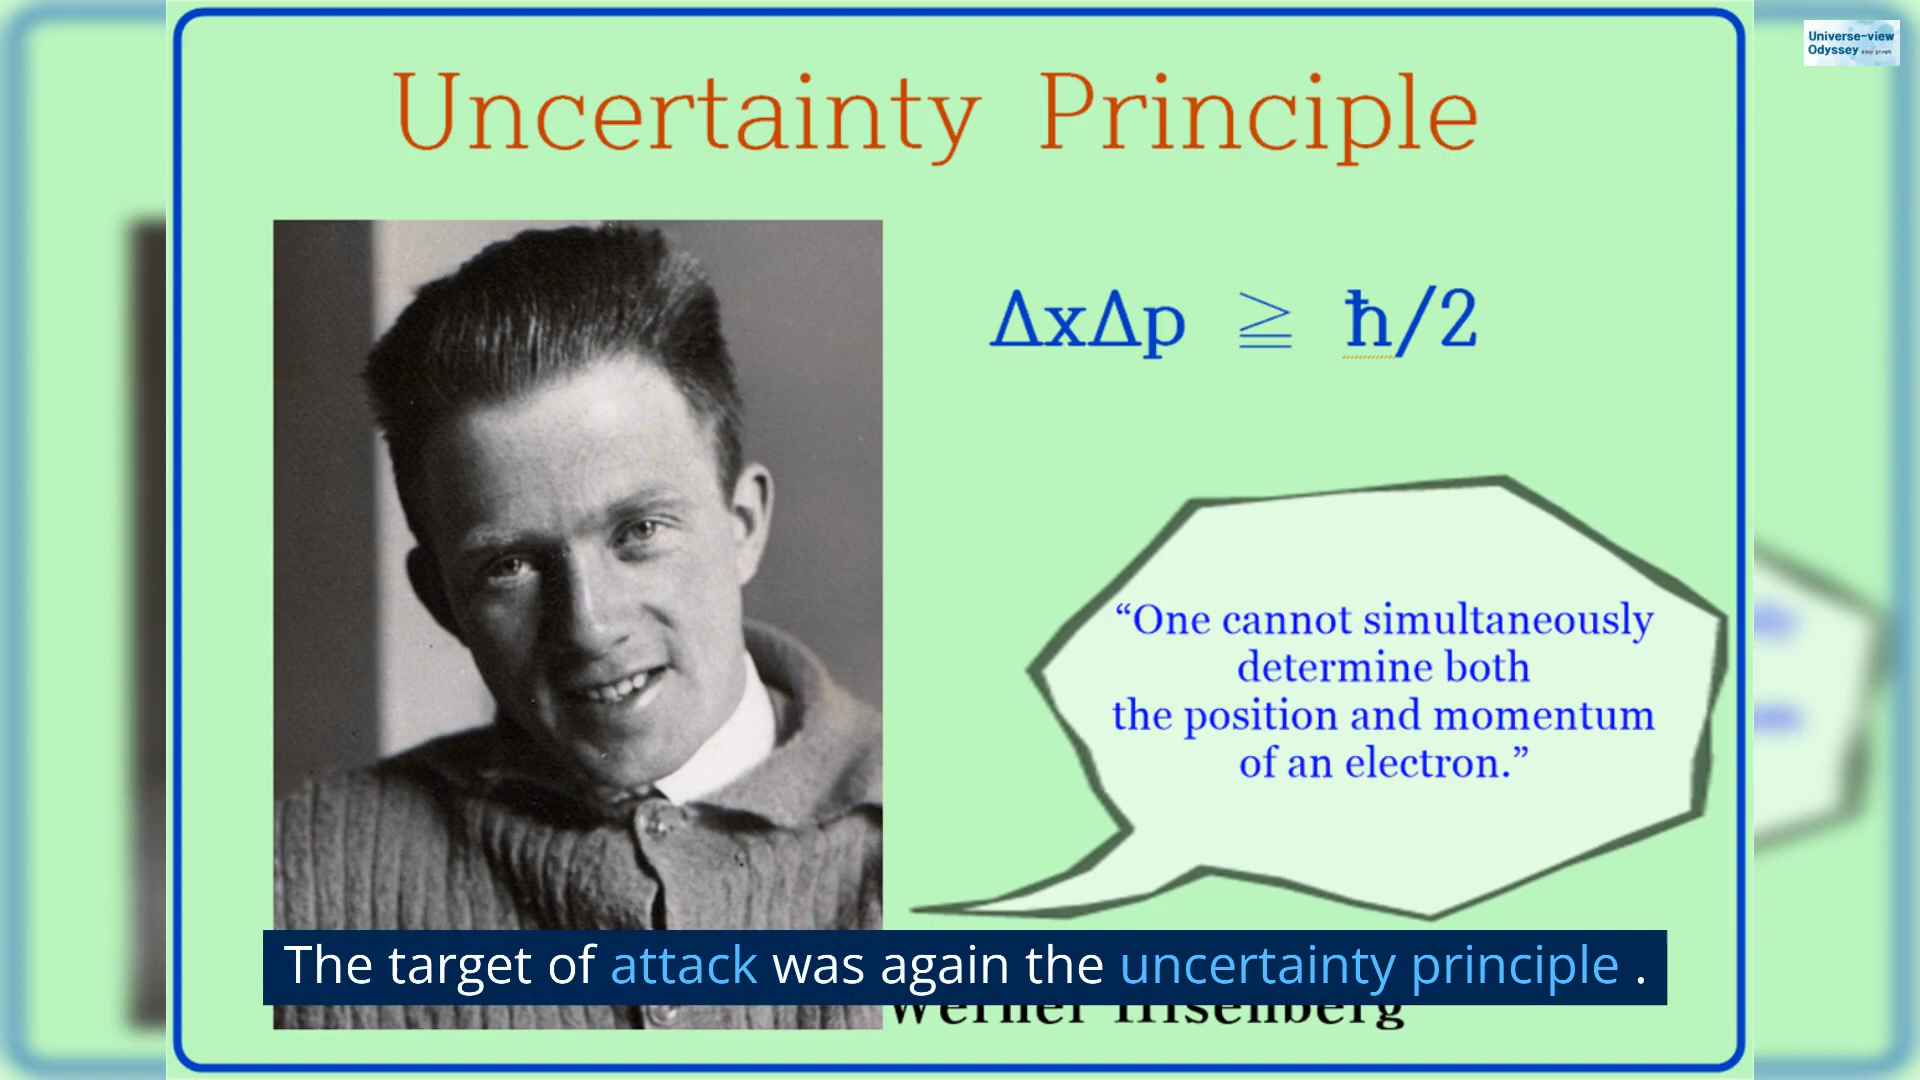 Universe-view
Odyssey
Uncertainty Principle
ΔxΔp ≧ ħ/2
“One cannot simultaneously
determine both
the position and momentum
of an electron.”
The target of attack was again the uncertainty principle .
Werner